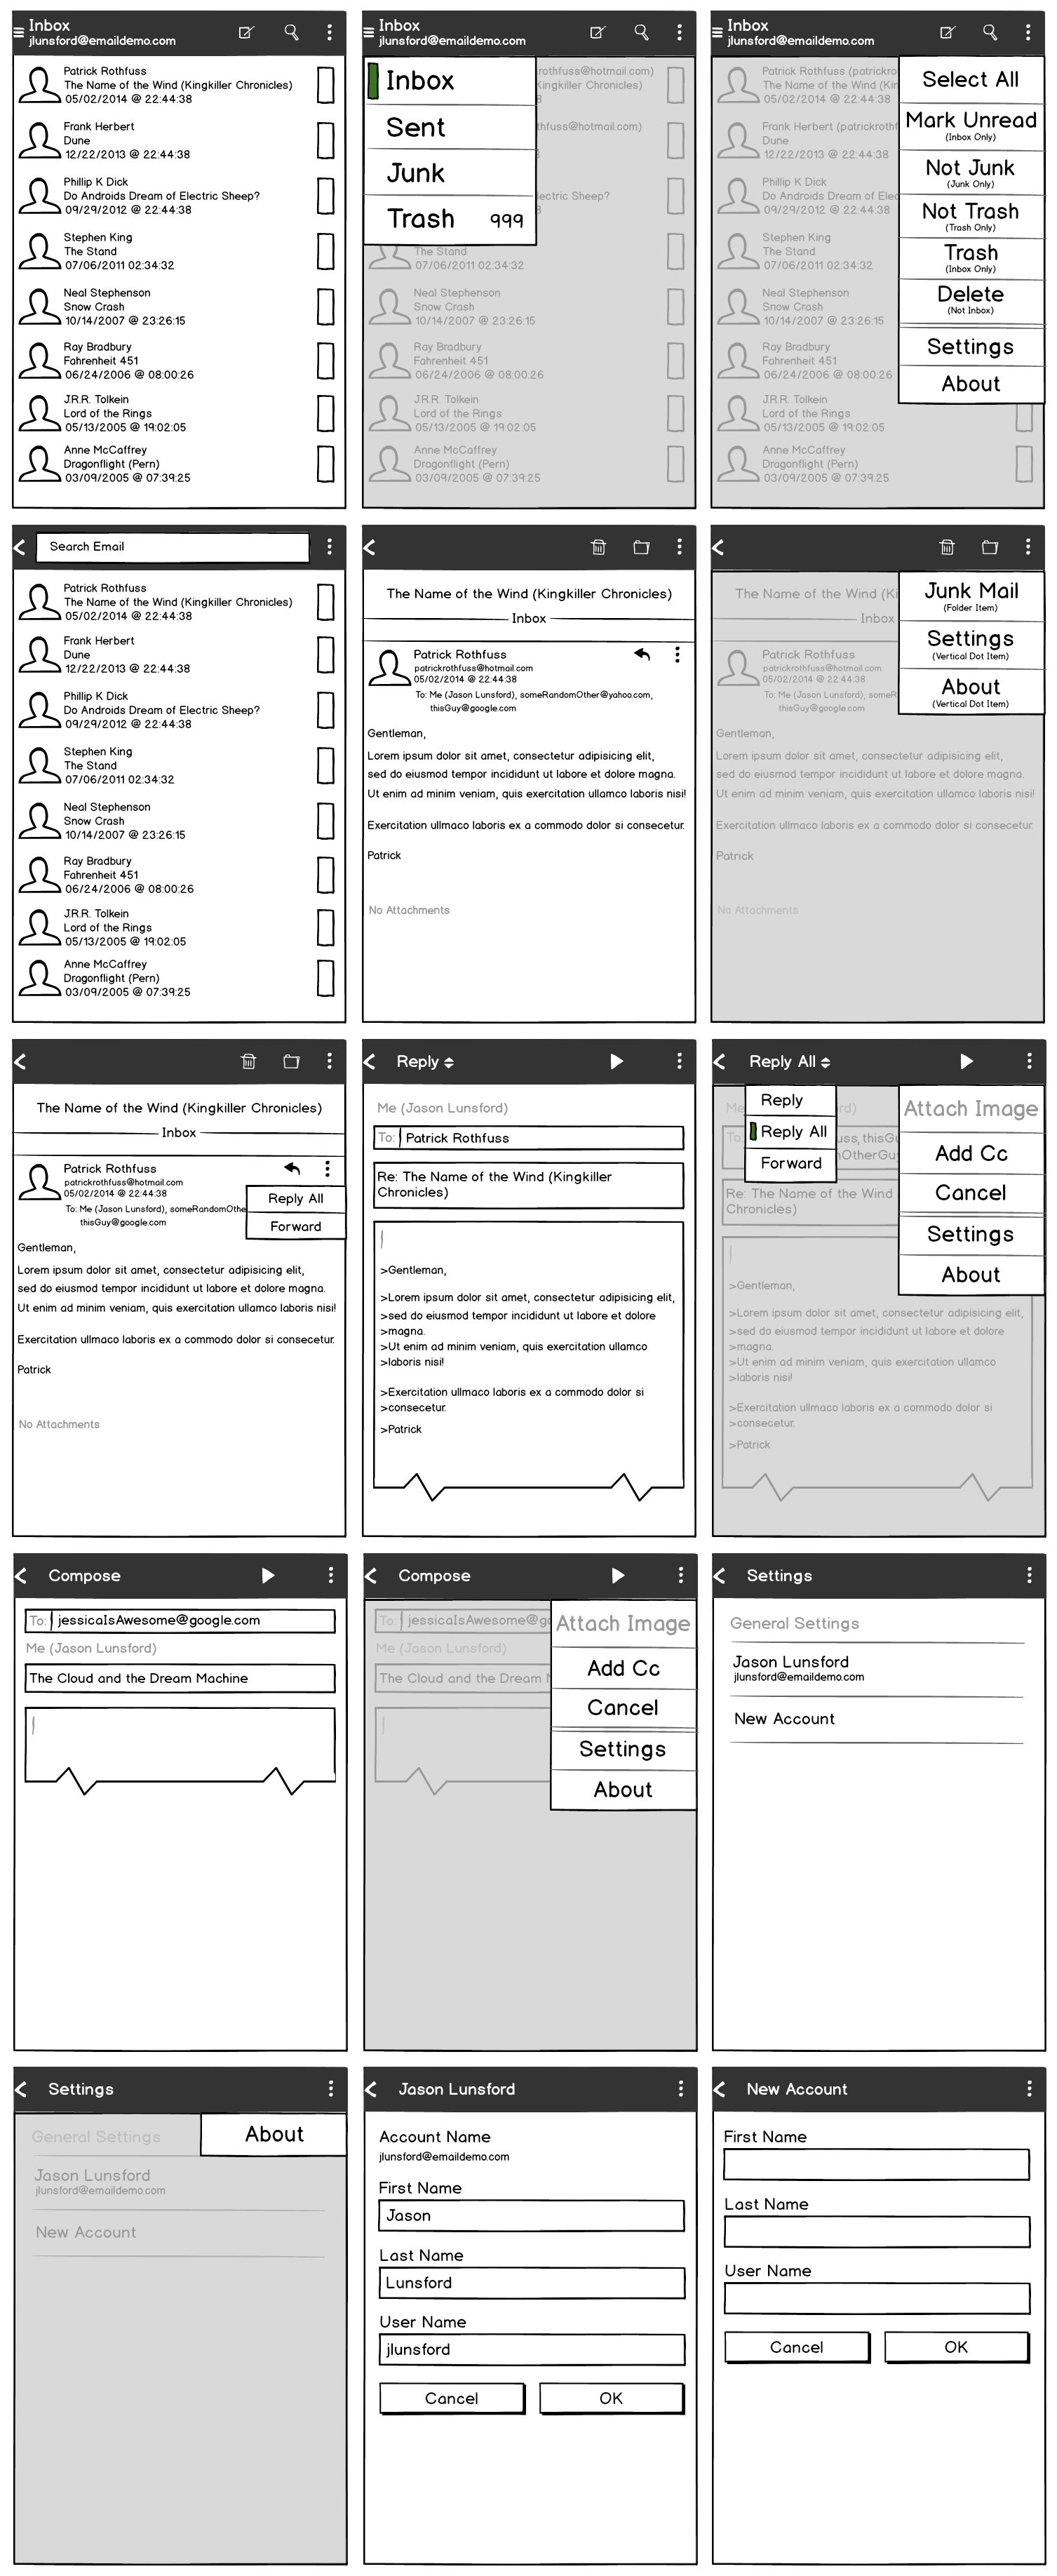 Inbox
jlunsford@emaildemo.com
Patrick Rothfuss
The Name of the Wind (Kingkiller Chronicles)
05/02/2014 @ 22:44:38
Frank Herbert
Dune
12/22/2013 @ 22:44:38
Phillip K Dick
Do Androids Dream of Electric Sheep?
09/29/2012 @ 22:44:38
Stephen King
The Stand
07/06/2011 02:34:32
Neal Stephenson
Snow Crash
10/14/2007 @ 23:26:15
Ray Bradbury
Fahrenheit 451
06/24/2006 @ 08:00:26
J.R.R. Tolkein
Lord of the Rings
05/13/2005 @ 19:02:05
Anne McCaffrey
Dragonflight (Pern)
03/09/2005 @ 07:39:25
Inbox
jlunsford@emaildemo.com
Inbox
Sent
Junk
Trash 999
rothfuss@hotmail.com)
Kingkiller Chronicles)
8
thfuss@hotmail.com)
lectric Sheep?
The Stand
07/06/2011 02:34:32
Neal Stephenson
Snow Crash
10/14/2007 @ 23:26:15
Ray Bradbury
Fahrenheit 451
06/24/2006 @ 08:00:26
J.R.R. Tolkein
Lord of the Rings
05/13/2005 @ 19:02:05
Anne McCaffrey
Dragonflight (Pern)
03/09/2005 @ 07:39:25
Inbox
jlunsford@emaildemo.com
Patrick Rothfuss (patrickro
The Name of the Wind (Kin
05/02/2014 @ 22:44:38
Frank Herbert (patrickrothf
Dune
12/22/2013 @ 22:44:38
Phillip K Dick
Do Androids Dream of Elec
09/29/2012 @ 22:44:38
Stephen King
The Stand
07/06/2011 02:34:32
Neal Stephenson
Snow Crash
10/14/2007 @ 23:26:15
Ray Bradbury
Fahrenheit 451
06/24/2006 @ 08:00:26
J.R.R. Tolkein
Lord of the Rings
05/13/2005 @ 19:02:05
Anne McCaffrey
Dragonflight (Pern)
03/09/2005 @ 07:39:25
Select All
Mark Unread
(Inbox Only)
Not Junk
(Junk Only)
Not Trash
(Trash Only)
Trash
(Inbox Only)
Delete
(Not Inbox)
Settings
About
Search Email
Patrick Rothfuss
The Name of the Wind (Kingkiller Chronicles)
05/02/2014 @ 22:44:38
Frank Herbert
Dune
12/22/2013 @ 22:44:38
Phillip K Dick
Do Androids Dream of Electric Sheep?
09/29/2012 @ 22:44:38
Stephen King
The Stand
07/06/2011 02:34:32
Neal Stephenson
Snow Crash
10/14/2007 @ 23:26:15
Ray Bradbury
Fahrenheit 451
06/24/2006 @ 08:00:26
J.R.R. Tolkein
Lord of the Rings
05/13/2005 @ 19:02:05
Anne McCaffrey
Dragonflight (Pern)
03/09/2005 @ 07:39:25
The Name of the Wind (Kingkiller Chronicles)
Inbox
Patrick Rothfuss
patrickrothfuss@hotmail.com
05/02/2014 @ 22:44:38
To: Me (Jason Lunsford), someRandomOther@yahoo.com,
thisGuy@google.com
Gentleman,
Lorem ipsum dolor sit amet, consectetur adipisicing elit,
sed do eiusmod tempor incididunt ut labore et dolore magna.
Ut enim ad minim veniam, quis exercitation ullamco laboris nisi!
Exercitation ullmaco laboris ex a commodo dolor si consecetur.
Patrick
No Attachments
The Name of the Wind (Ki
Inbox
Patrick Rothfuss
patrickrothfuss@hotmail.com
05/02/2014 @ 22:44:38
To: Me (Jason Lunsford), someR
thisGuy@google.com
Gentleman,
Lorem ipsum dolor sit amet, consectetur adipisicing elit,
sed do eiusmod tempor incididunt ut labore et dolore magna.
Ut enim ad minim veniam, quis exercitation ullamco laboris nisi!
Exercitation ullmaco laboris ex a commodo dolor si consecetur.
Patrick
No Attachments
Junk Mail
(Folder Item)
Settings
(Vertical Dot Item)
About
(Vertical Dot Item)
The Name of the Wind (Kingkiller Chronicles)
Inbox
Patrick Rothfuss
patrickrothfuss@hotmail.com
05/02/2014 @ 22:44:38
To: Me (Jason Lunsford), someRandomOthe
thisGuy@google.com
Reply All
Forward
Gentleman,
Lorem ipsum dolor sit amet, consectetur adipisicing elit,
sed do eiusmod tempor incididunt ut labore et dolore magna.
Ut enim ad minim veniam, quis exercitation ullamco laboris nisi!
Exercitation ullmaco laboris ex a commodo dolor si consecetur.
Patrick
No Attachments
Reply
Me (Jason Lunsford)
To: Patrick Rothfuss
Re: The Name of the Wind (Kingkiller
Chronicles)
>Gentleman,
>Lorem ipsum dolor sit amet, consectetur adipisicing elit,
>sed do eiusmod tempor incididunt ut labore et dolore
>magna.
>Ut enim ad minim veniam, quis exercitation ullamco
>laboris nisi!
>Exercitation ullmaco laboris ex a commodo dolor si
>consecetur.
>Patrick
Reply All
Me rd)
To: uss, thisGu
nOtherGu
Re: The Name of the Wind
Chronicles)
Reply
Reply All
Forward
Attach Image
Add Cc
Cancel
Settings
About
>Gentleman,
>Lorem ipsum dolor sit amet, consectetur adipisicing elit,
>sed do eiusmod tempor incididunt ut labore et dolore
>magna.
>Ut enim ad minim veniam, quis exercitation ullamco
>laboris nisi!
>Exercitation ullmaco laboris ex a commodo dolor si
>consecetur.
>Patrick
Compose
To: jessicaIsAwesome@google.com
Me (Jason Lunsford)
The Cloud and the Dream Machine
Compose
To: jessicaIsAwesome@go
Me (Jason Lunsford)
The Cloud and the Dream M
Attach Image
Add Cc
Cancel
Settings
About
Settings
General Settings
Jason Lunsford
jlunsford@emaildemo.com
New Account
Settings
General Settings
About
Jason Lunsford
jlunsford@emaildemo.com
New Account
Jason Lunsford
Account Name
jlunsford@emaildemo.com
First Name
Jason
Last Name
Lunsford
User Name
jlunsford
Cancel OK
New Account
First Name
Last Name
User Name
Cancel OK